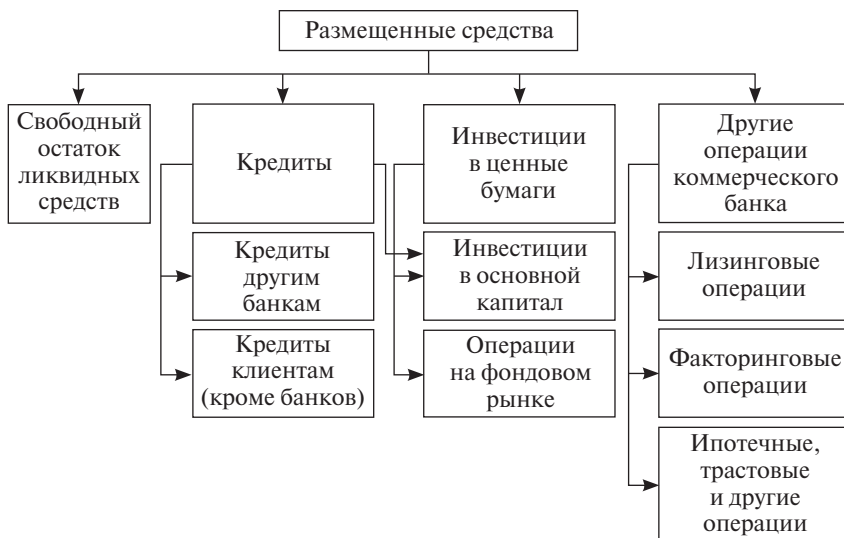 Размещенные средства
Свободный
остаток
ликвидных
средств
Кредиты
Инвестиции
в ценные
бумаги
Другие
операции
коммерческого
банка
Кредиты
другим
банкам
Инвестиции
в основной
капитал
Лизинговые
операции
Кредиты
клиентам
(кроме банков)
Операции
на фондовом
рынке
Факторинговые
операции
Ипотечные,
трастовые
и другие
операции